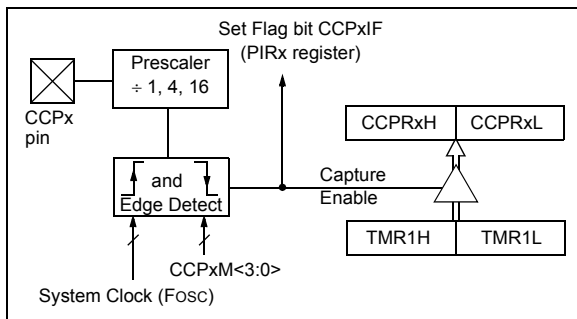 Set Flag bit CCPxIF
(PIRx register)
Prescaler
÷ 1, 4, 16
CCPx
pin
CCPRxH
CCPRxL
and
Edge Detect
Capture
Enable
TMR1H
TMR1L
CCPxM<3:0>
System Clock (FOSC)